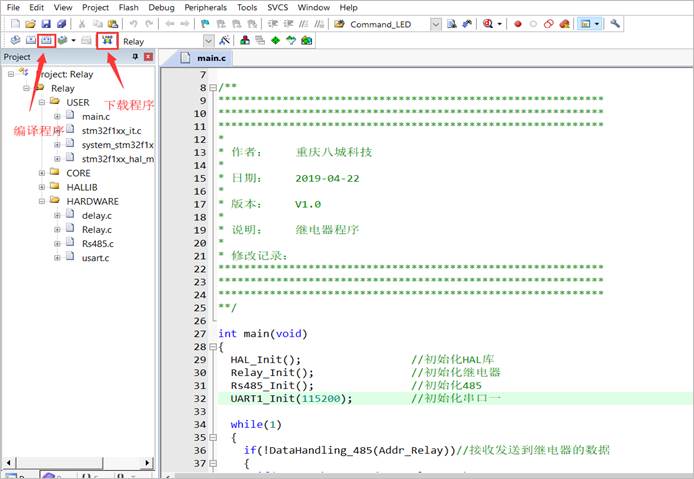 File Edit View Project Flash Debug Peripherals Tools SVCS Window Help
Command_LED
LOAD
Relay
Project
main.c
Project: Relay
Relay
USER
main.c
stm32f1xx_it.c
system_stm32f1x
stm32f1xx_hal_m
CORE
HALLIB
HARDWARE
delay.c
Relay.c
Rs485.c
usart.c
下载程序
编译程序
7
8 /**
9 ***********************************************************
10 ***********************************************************
11 ***********************************************************
12 *
13 * 作者: 重庆八城科技
14 *
15 * 日期: 2019-04-22
16 *
17 * 版本: V1.0
18 *
19 * 说明: 继电器程序
20 *
21 * 修改记录:
22 ***********************************************************
23 ***********************************************************
24 ***********************************************************
25 **/
26
27 int main(void)
28 {
29 HAL_Init(); //初始化HAL库
30 Relay_Init(); //初始化继电器
31 Rs485_Init(); //初始化485
32 UART1_Init(115200); //初始化串口一
33
34 while(1)
35 {
36 if(!DataHandling_485(Addr_Relay))//接收发送到继电器的数据
37 {